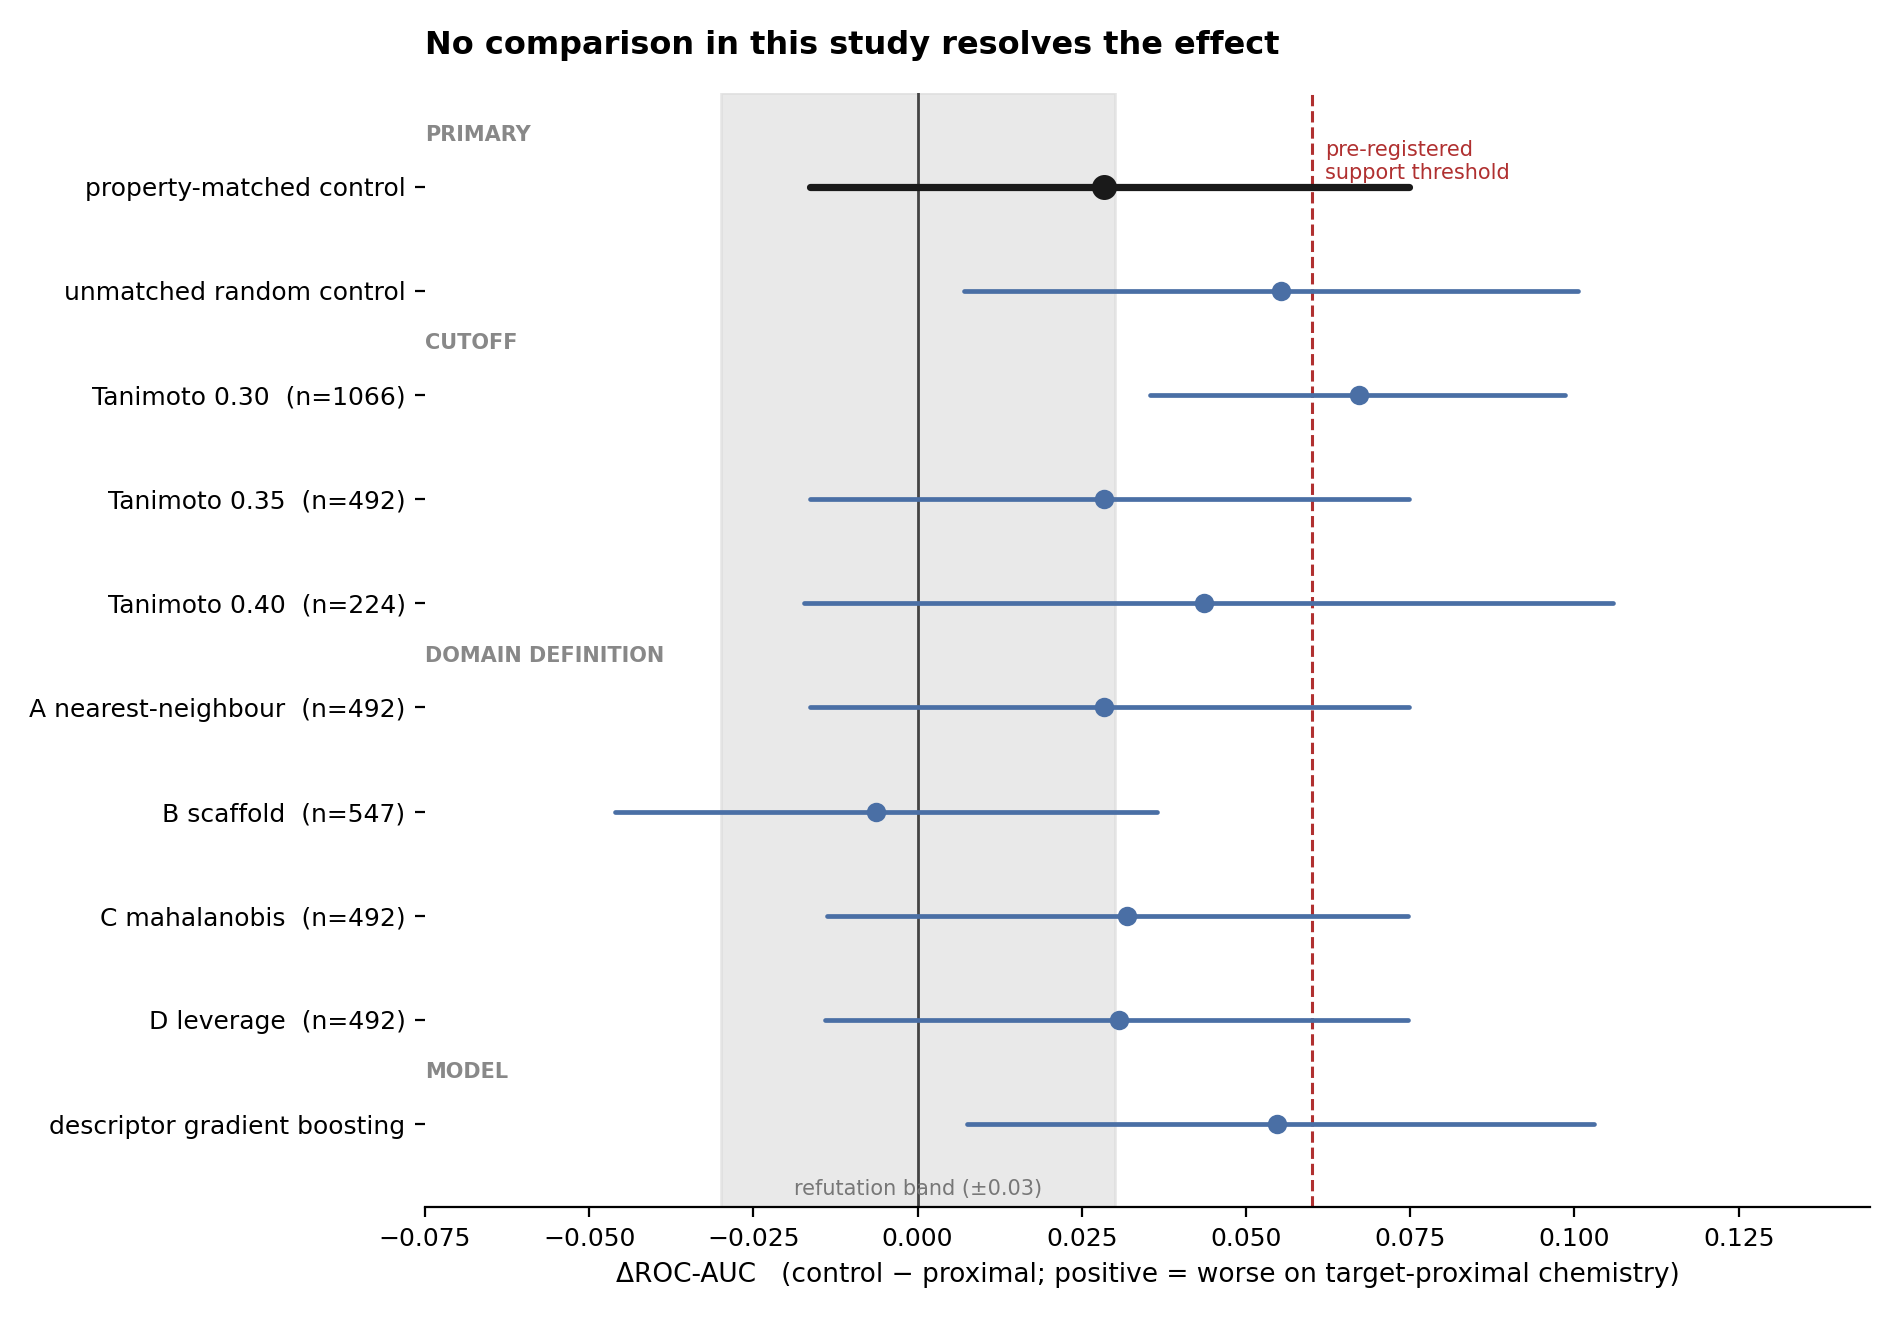 No comparison in this study resolves the effect
PRIMARY
pre-registered
support threshold
property-matched control
unmatched random control
CUTOFF
Tanimoto 0.30  (n=1066)
Tanimoto 0.35  (n=492)
Tanimoto 0.40  (n=224)
DOMAIN DEFINITION
A nearest-neighbour  (n=492)
B scaffold  (n=547)
C mahalanobis  (n=492)
D leverage  (n=492)
MODEL
descriptor gradient boosting
refutation band (±0.03)
−0.075 −0.050 −0.025 0.000 0.025 0.050 0.075 0.100 0.125
ΔROC-AUC   (control − proximal; positive = worse on target-proximal chemistry)